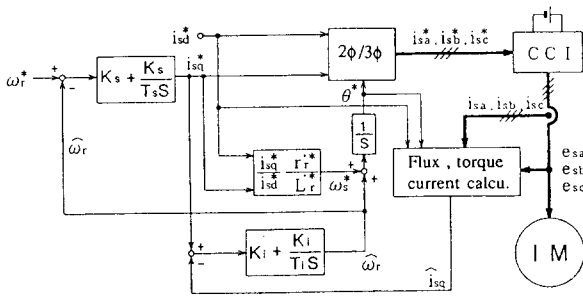 i*sd
2φ/3φ
i*sa, i*sb, i*sc
CCI
ω*r
+
-
Ks + Ks/TsS
i*sq
θ*
isa, isb, isc
ω̂r
1/S
i*sq/i*sd r'*r/L'*r
ω*s
+
+
Flux, torque
current calcu.
esa
esb
esc
+
-
Ki + Ki/TiS
ω̂r
îsq
IM